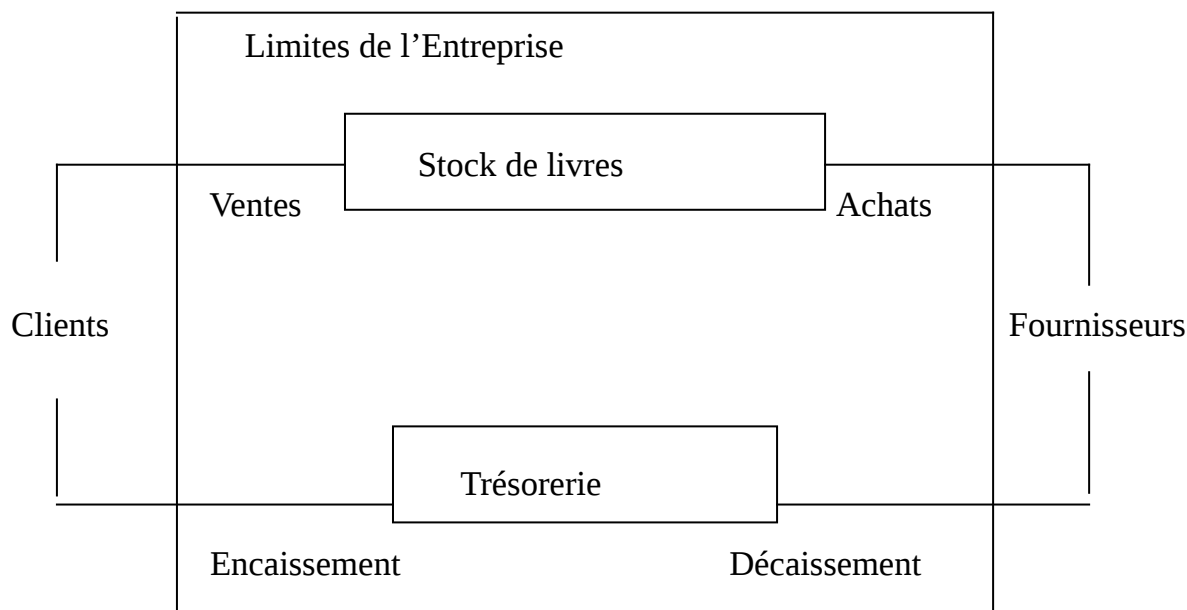 Limites de l’Entreprise
Stock de livres
Ventes
Achats
Clients
Fournisseurs
Trésorerie
Encaissement
Décaissement